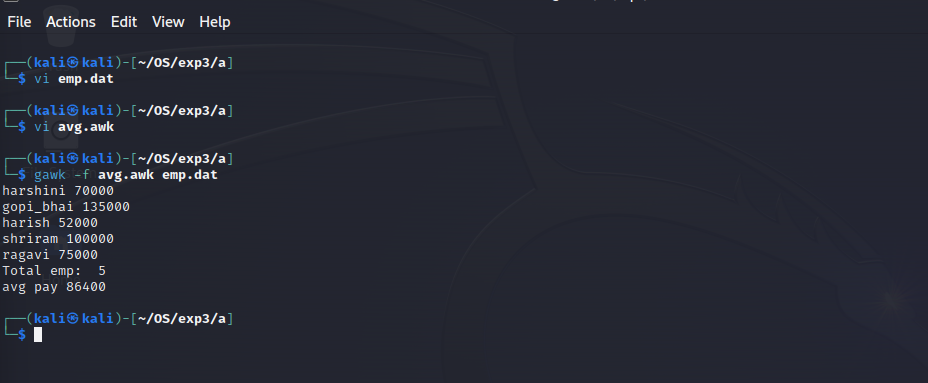 File Actions Edit View Help
┌──(kali㉿kali)-[~/OS/exp3/a]
└─$ vi emp.dat
┌──(kali㉿kali)-[~/OS/exp3/a]
└─$ vi avg.awk
┌──(kali㉿kali)-[~/OS/exp3/a]
└─$ gawk -f avg.awk emp.dat
harshini 70000
gopi_bhai 135000
harish 52000
shriram 100000
ragavi 75000
Total emp:  5
avg pay 86400
┌──(kali㉿kali)-[~/OS/exp3/a]
└─$